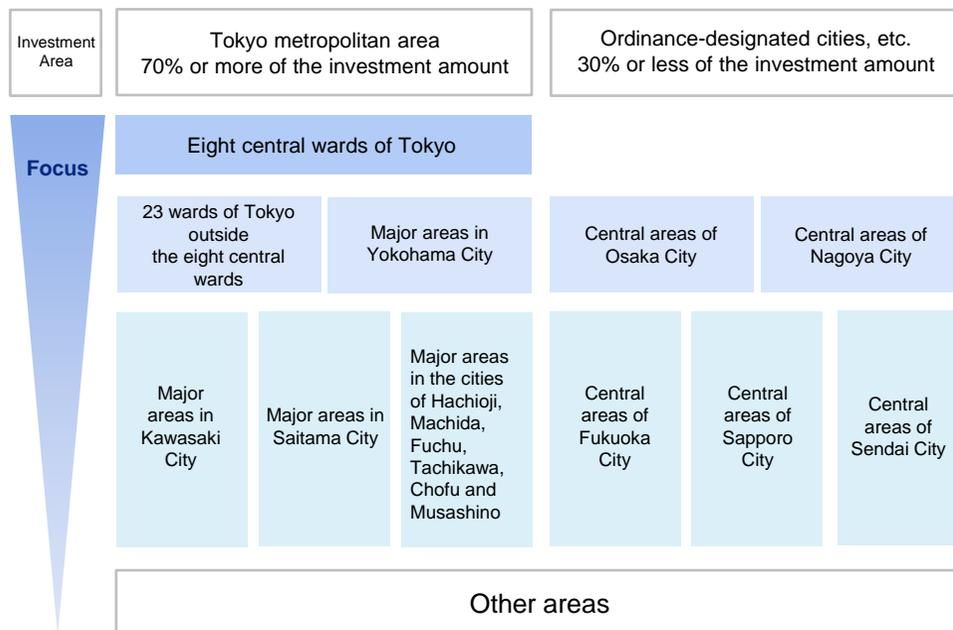 Investment
Area
Tokyo metropolitan area
70% or more of the investment amount
Ordinance-designated cities, etc.
30% or less of the investment amount
Focus
Eight central wards of Tokyo
23 wards of Tokyo
outside
the eight central
wards
Major areas in
Yokohama City
Central areas of
Osaka City
Central areas of
Nagoya City
Major
areas in
Kawasaki
City
Major areas in
Saitama City
Major areas
in the cities
of Hachioji,
Machida,
Fuchu,
Tachikawa,
Chofu and
Musashino
Central
areas of
Fukuoka
City
Central
areas of
Sapporo
City
Central
areas of
Sendai City
Other areas